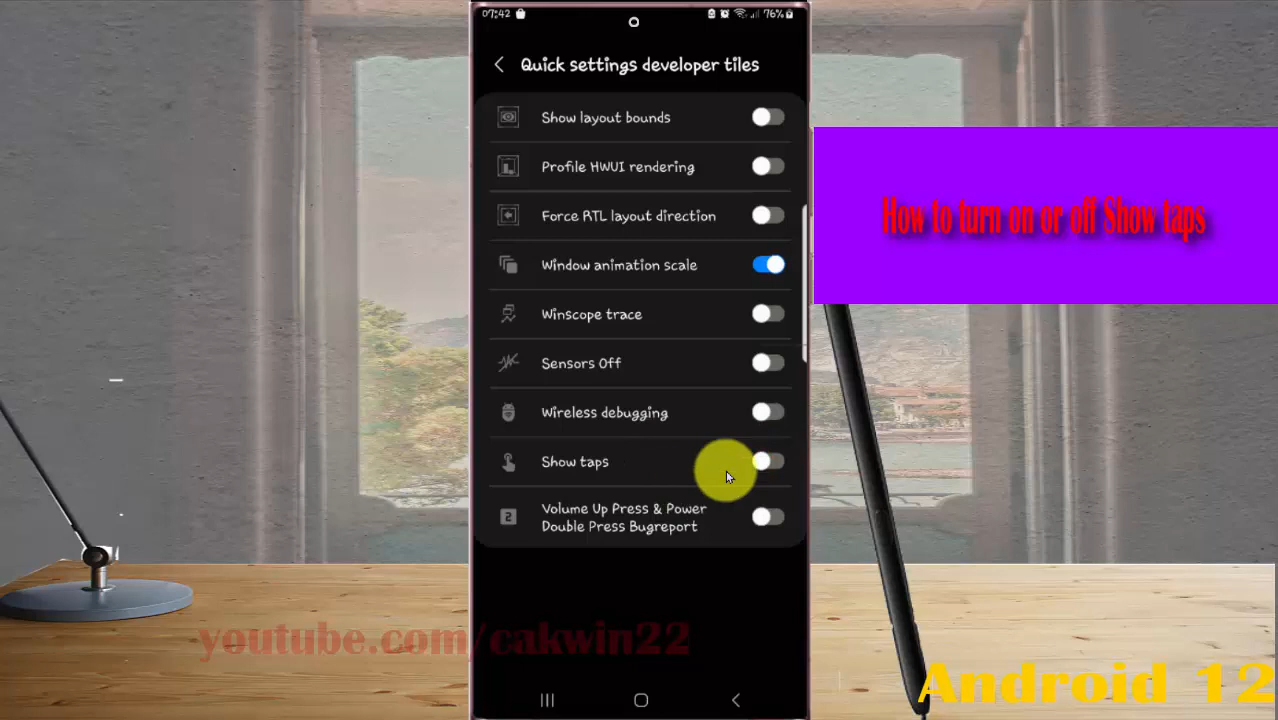 07:42
76%
Quick settings developer tiles
Show layout bounds
Profile HWUI rendering
Force RTL layout direction
Window animation scale
Winscope trace
Sensors Off
Wireless debugging
Show taps
2
Volume Up Press & Power
Double Press Bugreport
How to turn on or off Show taps
youtube.com/cakwin22
Android 12